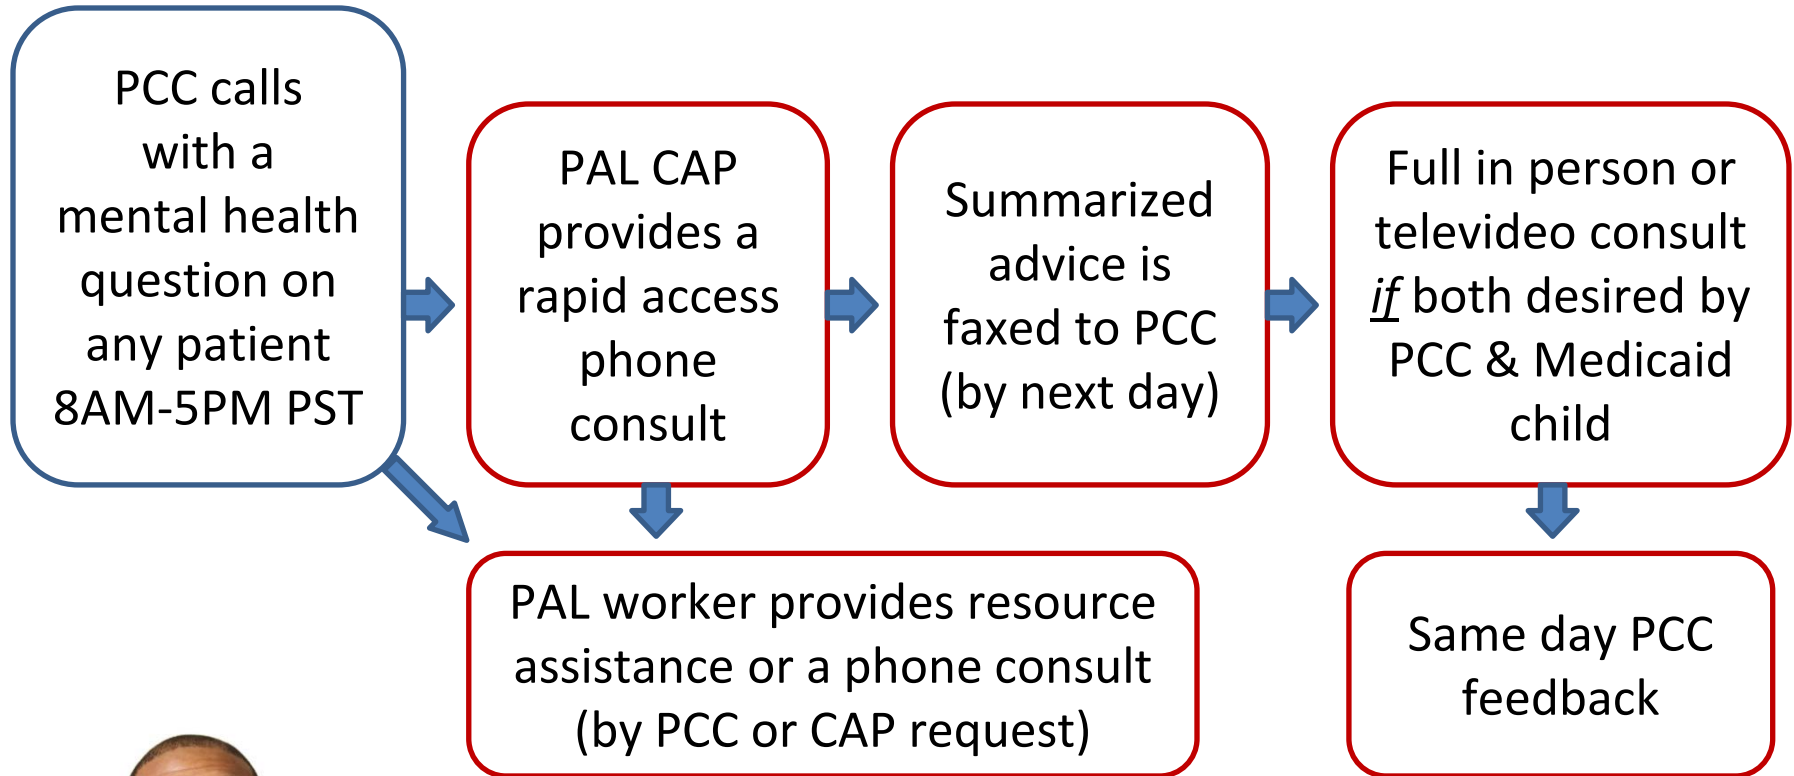 PCC calls
with a
mental health
question on
any patient
8AM-5PM PST
PAL CAP
provides a
rapid access
phone
consult
Summarized
advice is
faxed to PCC
(by next day)
Full in person or
televideo consult
if both desired by
PCC & Medicaid
child
PAL worker provides resource
assistance or a phone consult
(by PCC or CAP request)
Same day PCC
feedback